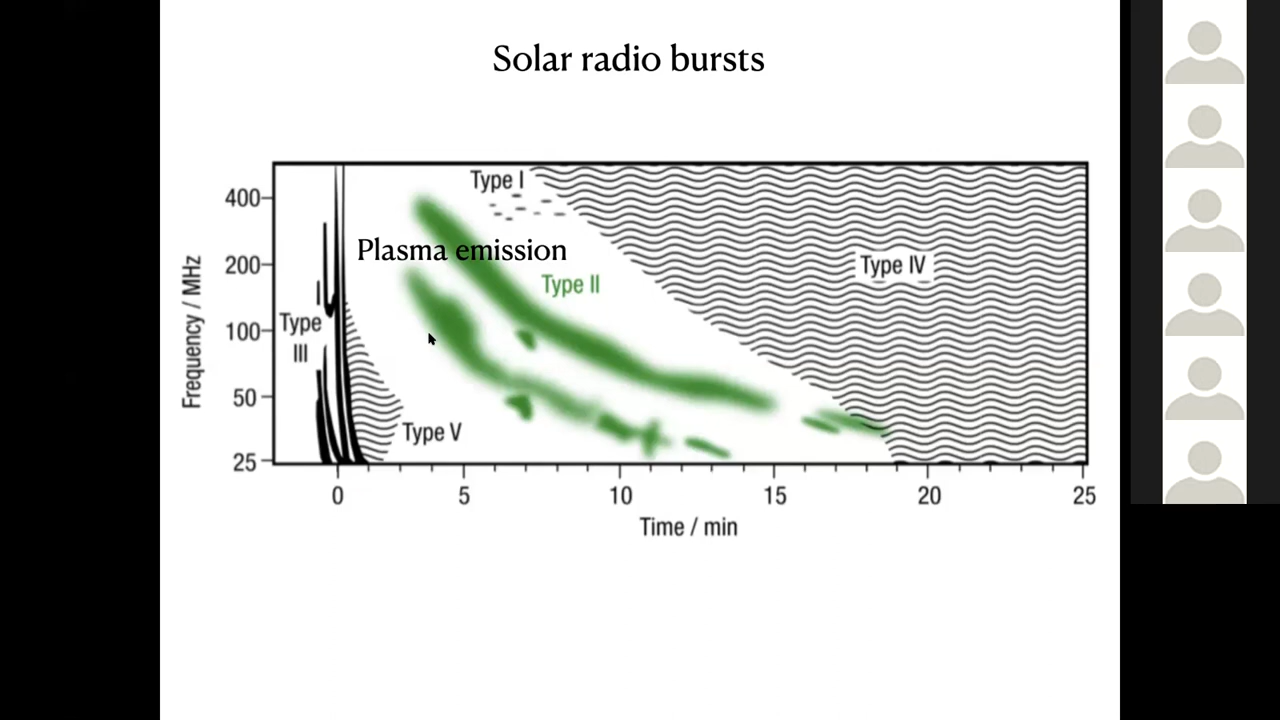 Solar radio bursts
Type I
400
Plasma emission
200
Type IV
Type II
Frequency / MHz
Type
III
100
50
Type V
25
0 5 10 15 20 25
Time / min